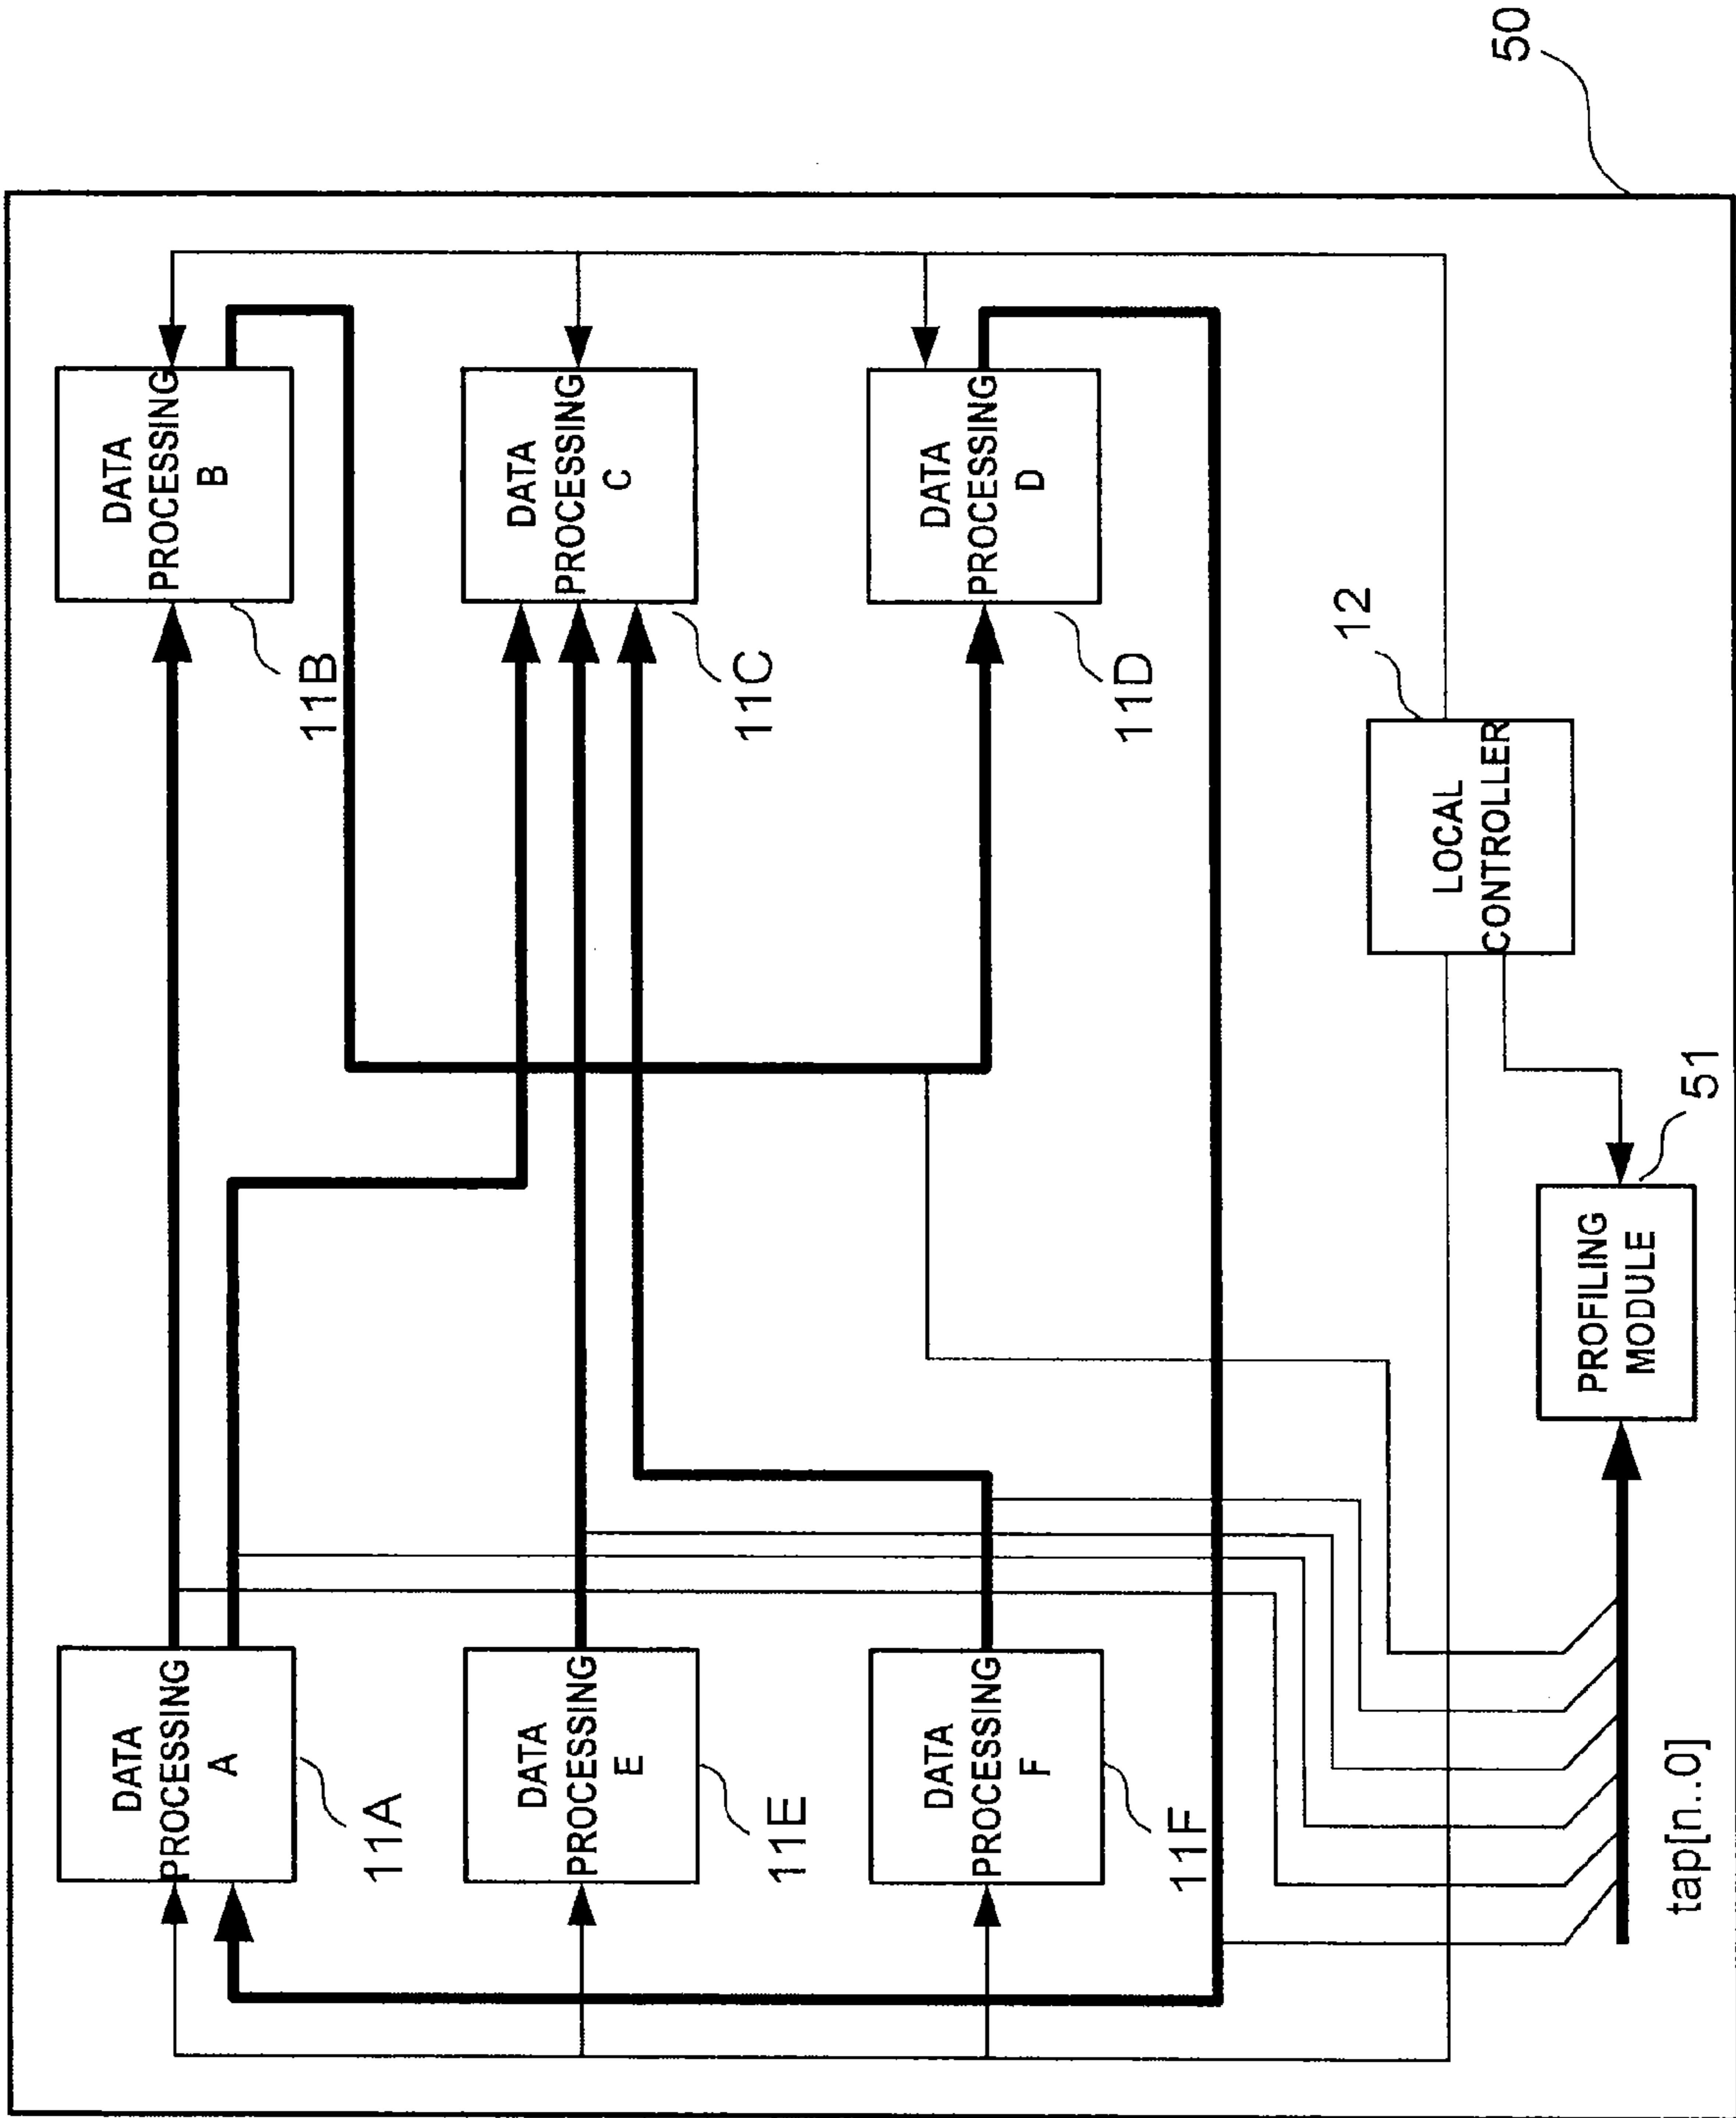 DATA
PROCESSING
A
11A
DATA
PROCESSING
B
11B
DATA
PROCESSING
E
11E
DATA
PROCESSING
C
11C
DATA
PROCESSING
F
11F
DATA
PROCESSING
D
11D
LOCAL
CONTROLLER
12
PROFILING
MODULE
51
tap[n..0]
50